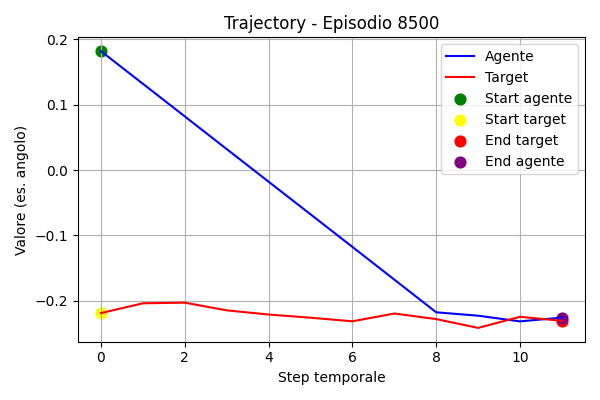 Trajectory - Episodio 8500
Valore (es. angolo)
0.2
0.1
0.0
−0.1
−0.2
0
2
4
6
8
10
Step temporale
Agente
Target
Start agente
Start target
End target
End agente